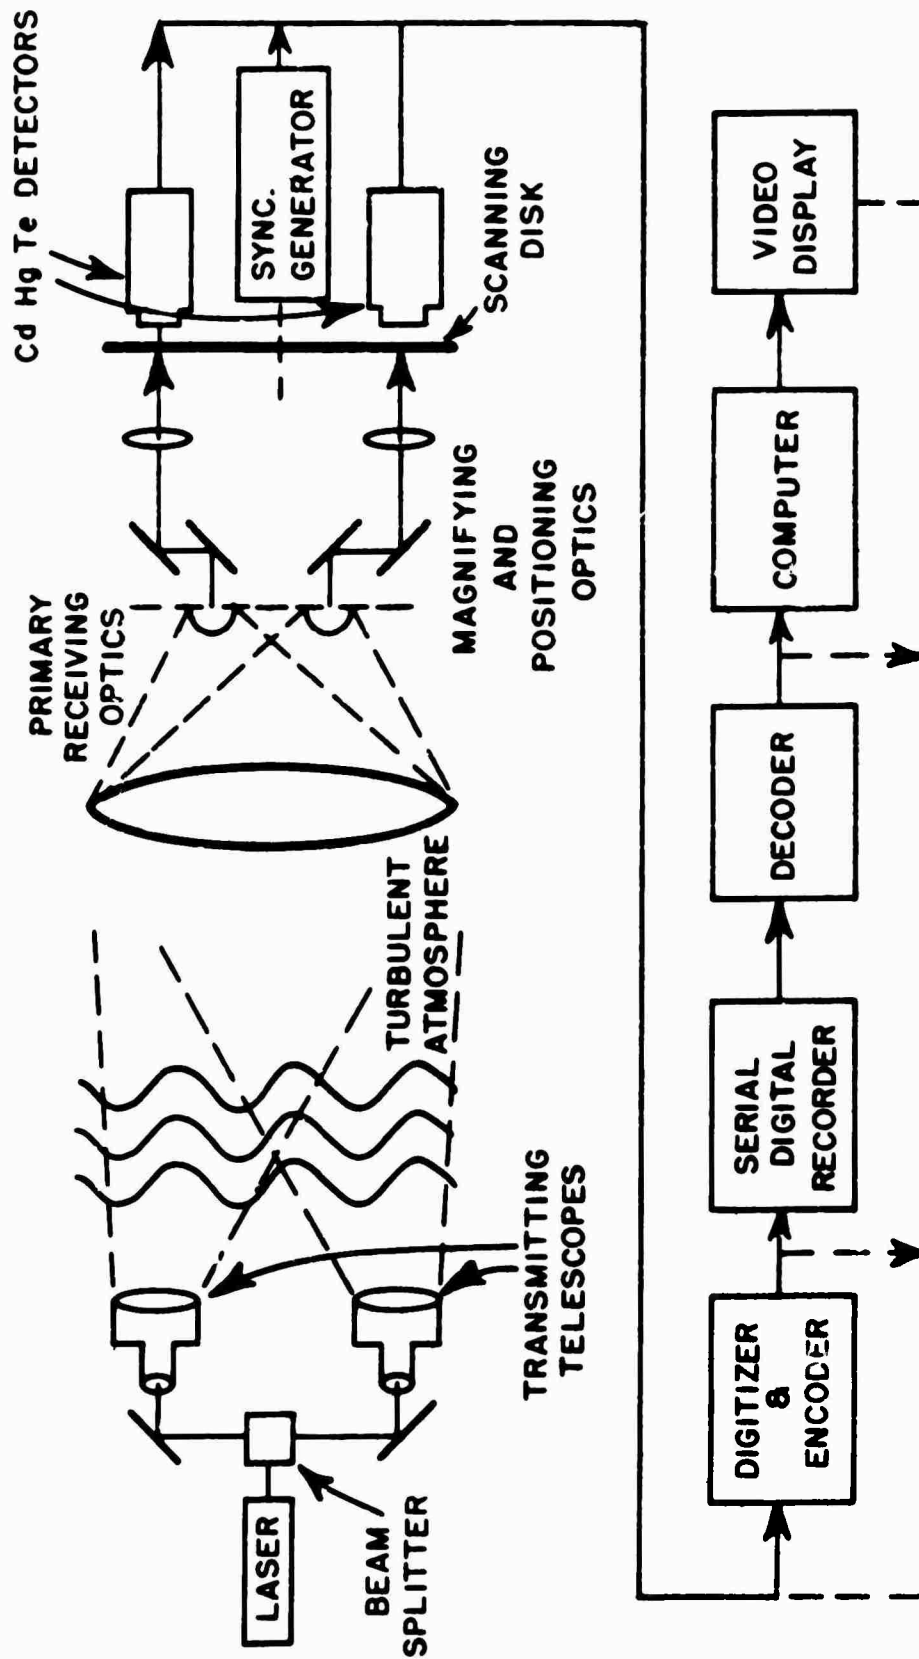 LASER
BEAM
SPLITTER
TRANSMITTING
TELESCOPES
TURBULENT
ATMOSPHERE
PRIMARY
RECEIVING
OPTICS
MAGNIFYING
AND
POSITIONING
OPTICS
Cd Hg Te DETECTORS
SYNC.
GENERATOR
SCANNING
DISK
DIGITIZER
&
ENCODER
SERIAL
DIGITAL
RECORDER
DECODER
COMPUTER
VIDEO
DISPLAY